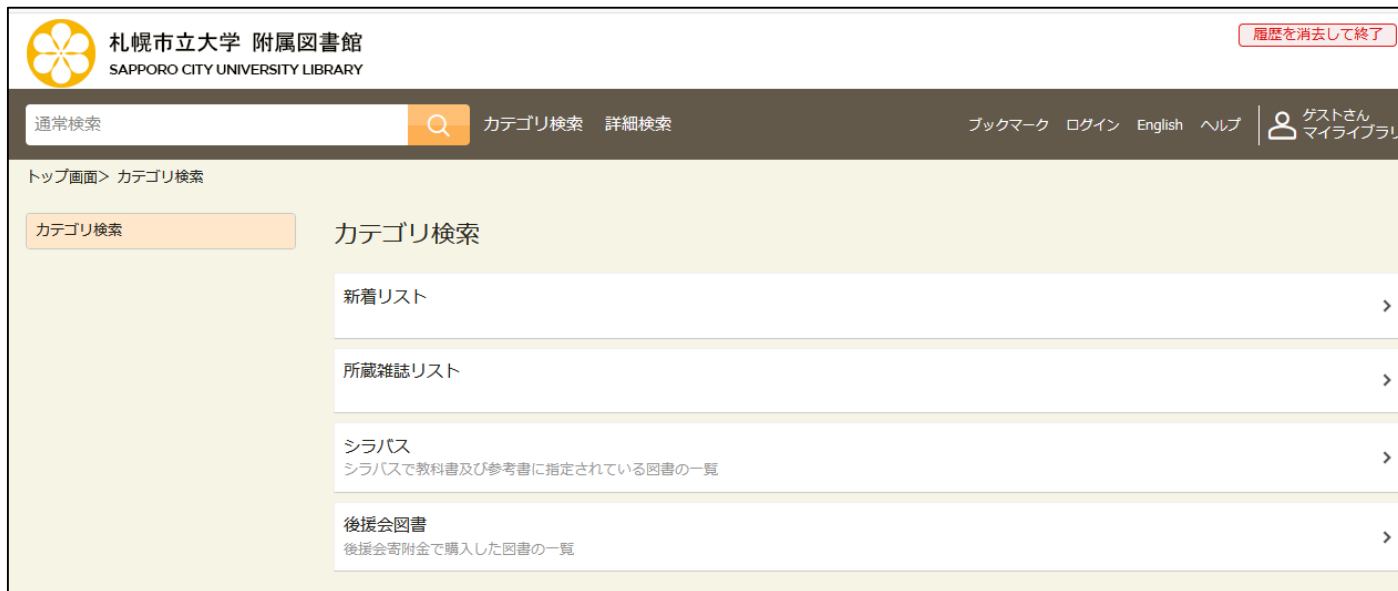 札幌市立大学 附属図書館
SAPPORO CITY UNIVERSITY LIBRARY
履歴を消去して終了
通常検索
カテゴリ検索 詳細検索
ブックマーク ログイン English ヘルプ
ゲストさん
マイライブラリ
トップ画面> カテゴリ検索
カテゴリ検索
カテゴリ検索
新着リスト
所蔵雑誌リスト
シラバス
シラバスで教科書及び参考書に指定されている図書の一覧
後援会図書
後援会寄附金で購入した図書の一覧